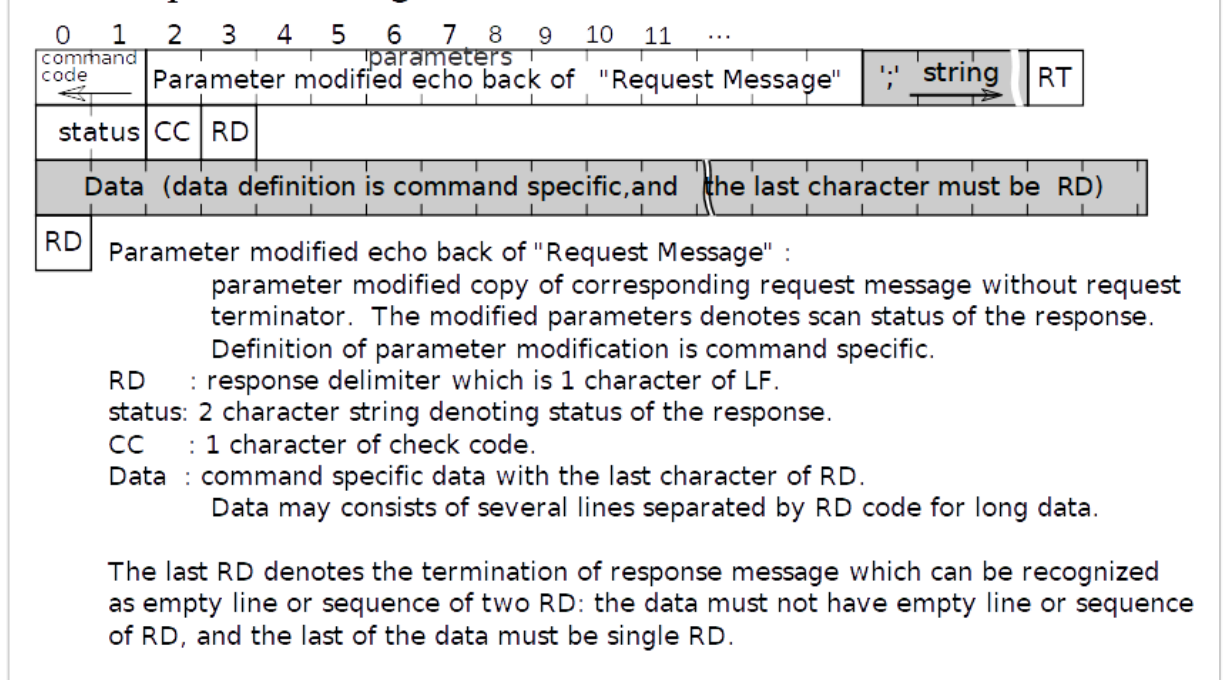 0 1 2 3 4 5 6 7 8 9 10 11 ...
command
code
parameters
Parameter modified echo back of "Request Message" ';' string RT
status CC RD
Data (data definition is command specific,and the last character must be RD)
RD
Parameter modified echo back of "Request Message" :
parameter modified copy of corresponding request message without request
terminator. The modified parameters denotes scan status of the response.
Definition of parameter modification is command specific.
RD : response delimiter which is 1 character of LF.
status: 2 character string denoting status of the response.
CC : 1 character of check code.
Data : command specific data with the last character of RD.
Data may consists of several lines separated by RD code for long data.
The last RD denotes the termination of response message which can be recognized
as empty line or sequence of two RD: the data must not have empty line or sequence
of RD, and the last of the data must be single RD.